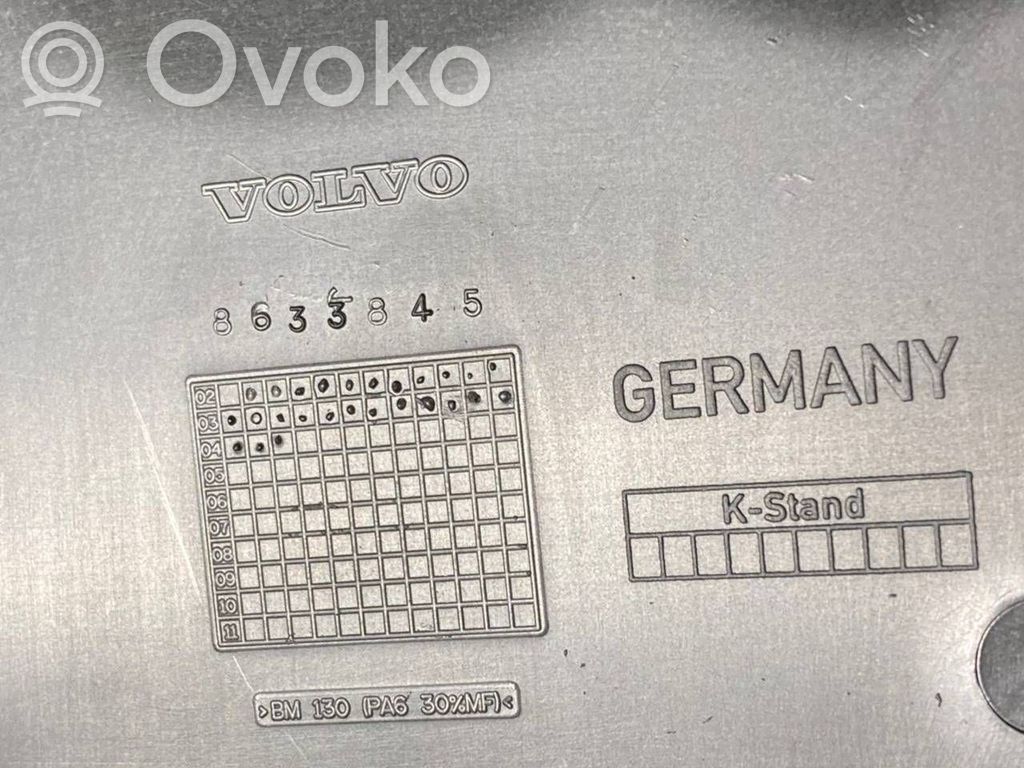 Ovoko
VOLVO
8633845
GERMANY
02
03
04
05
06
07
08
09
10
11
K-Stand
>BM 130 (PA6 30%MF)<